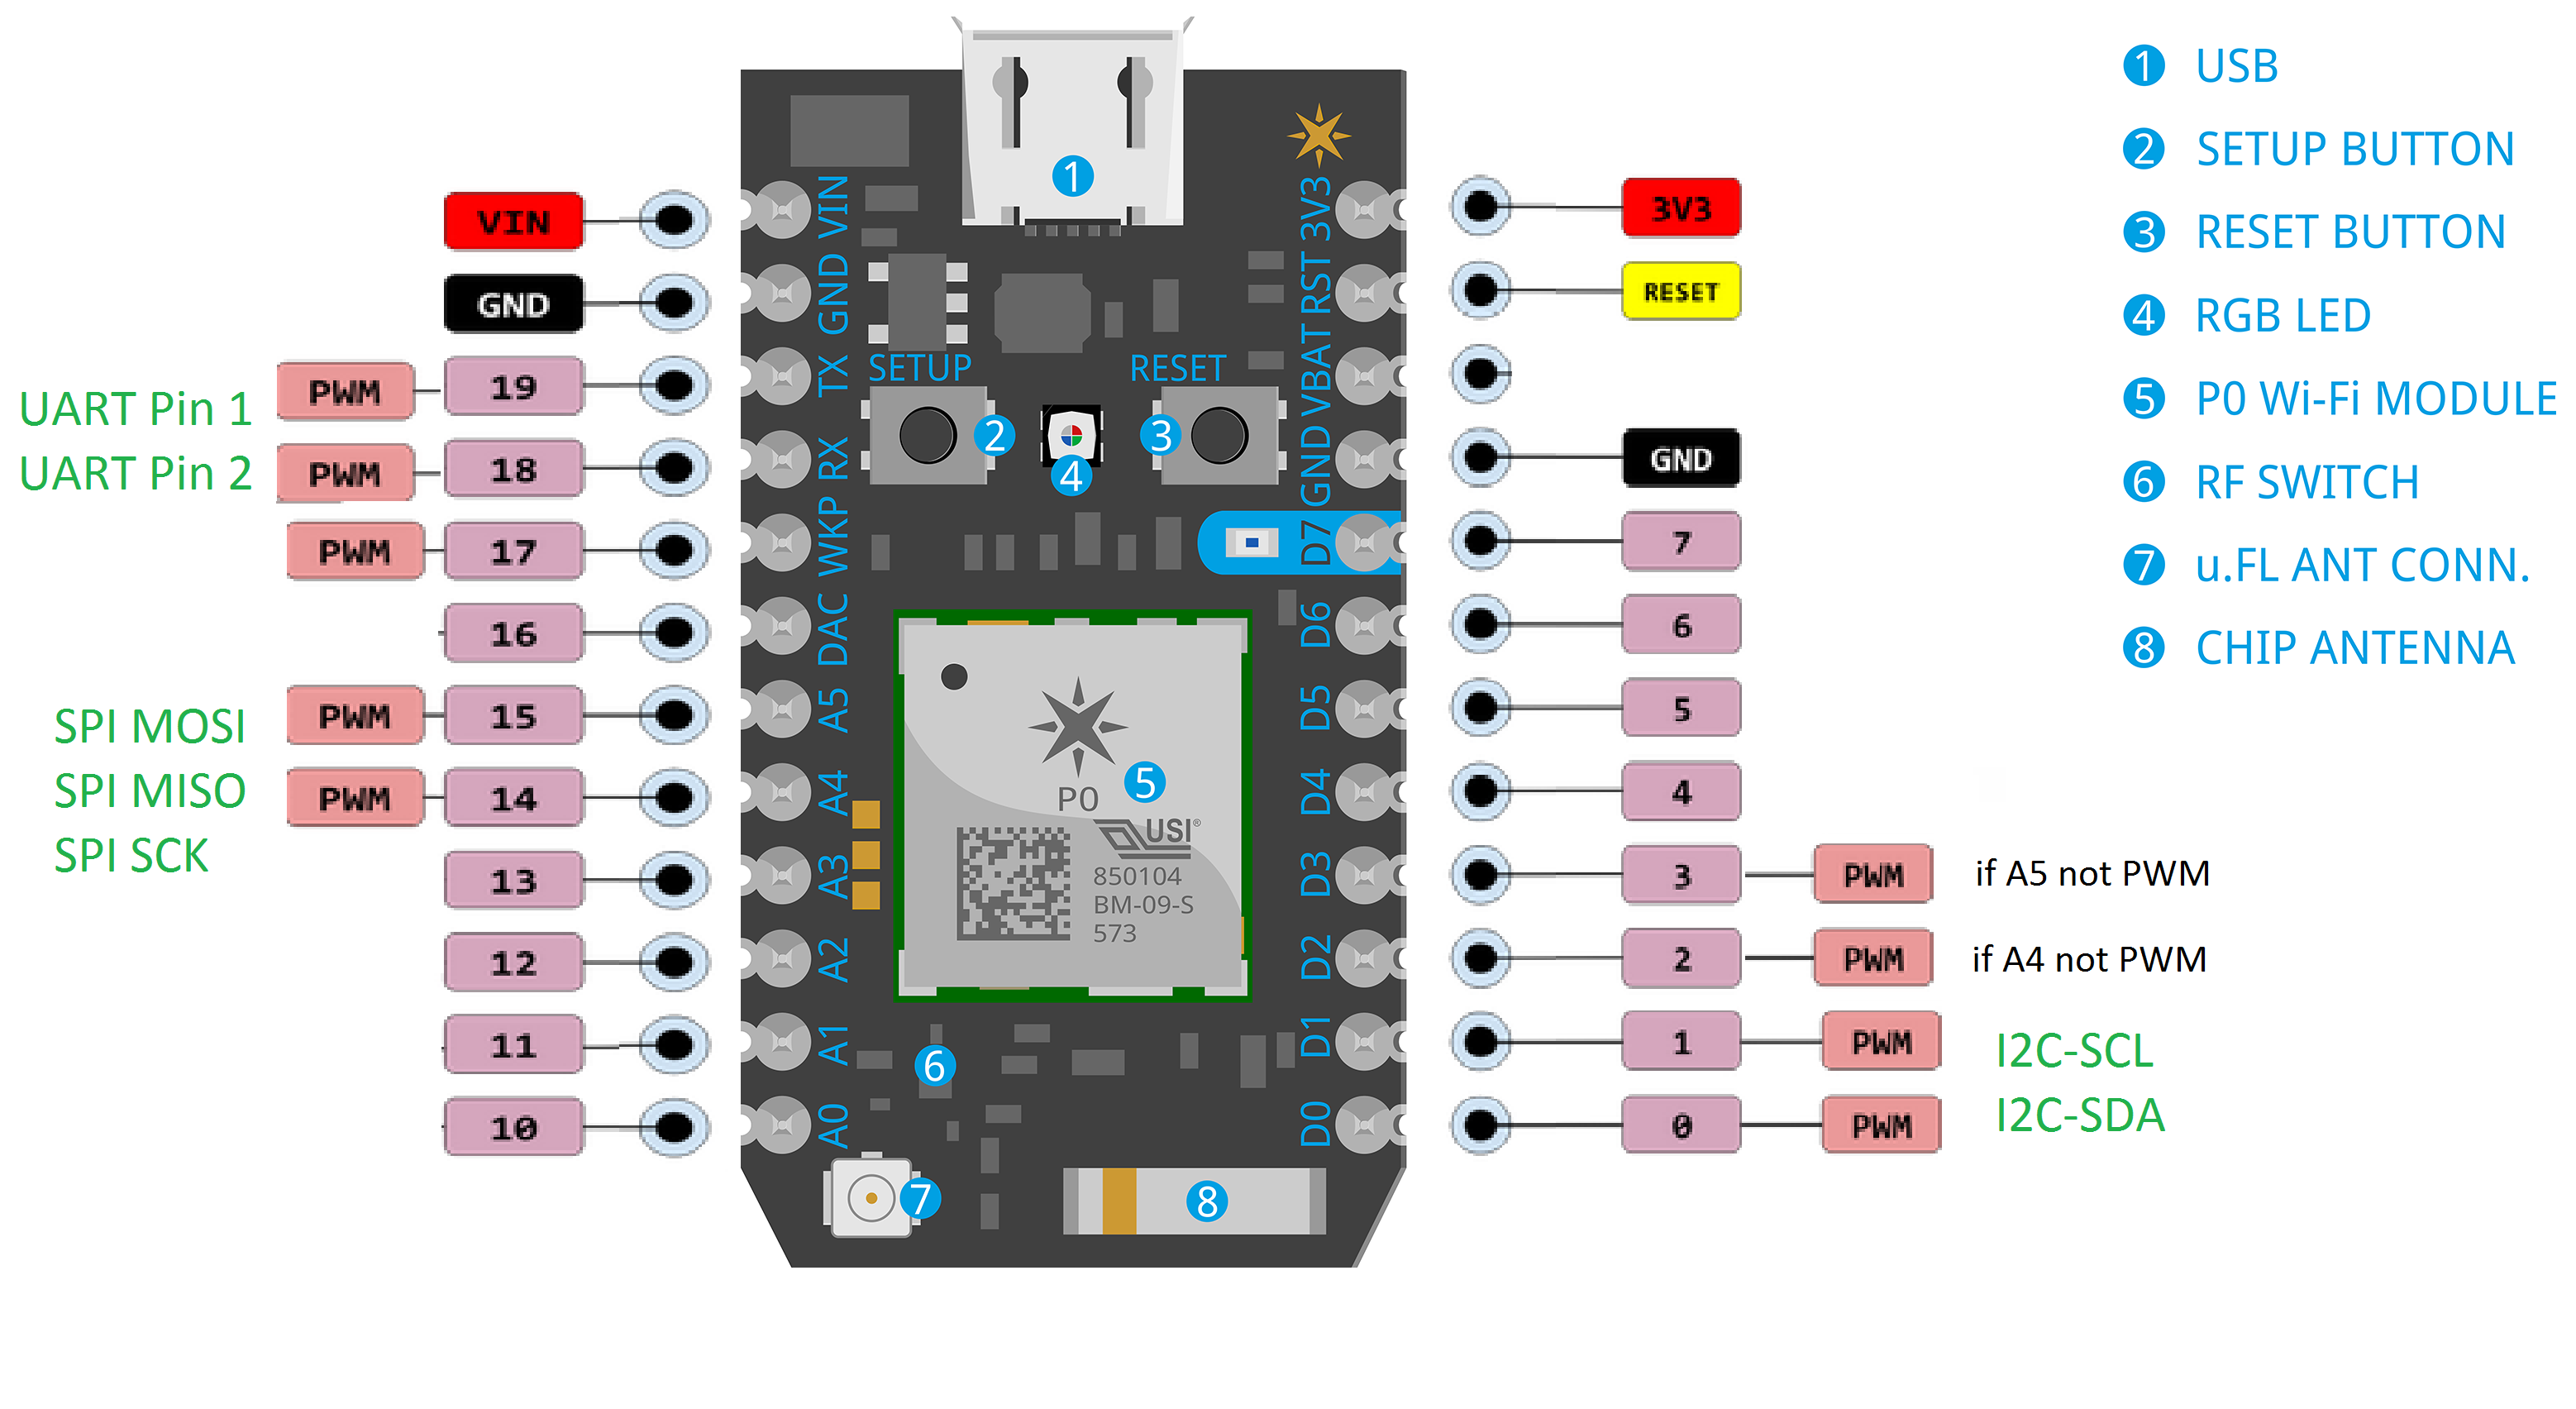 VIN
GND
PWM 19
UART Pin 1
PWM 18
UART Pin 2
PWM 17
16
PWM 15
SPI MOSI
PWM 14
SPI MISO
SPI SCK
13
12
11
10
VIN
GND
TX
RX
WKP
DAC
A5
A4
A3
A2
A1
A0
1
SETUP
RESET
2
3
4
P0
5
USI®
850104
BM-09-S
573
6
7
8
3V3
RST
VBAT
GND
D7
D6
D5
D4
D3
D2
D1
D0
3V3
RESET
GND
7
6
5
4
3 PWM if A5 not PWM
2 PWM if A4 not PWM
1 PWM I2C-SCL
0 PWM I2C-SDA
1 USB
2 SETUP BUTTON
3 RESET BUTTON
4 RGB LED
5 P0 Wi-Fi MODULE
6 RF SWITCH
7 u.FL ANT CONN.
8 CHIP ANTENNA